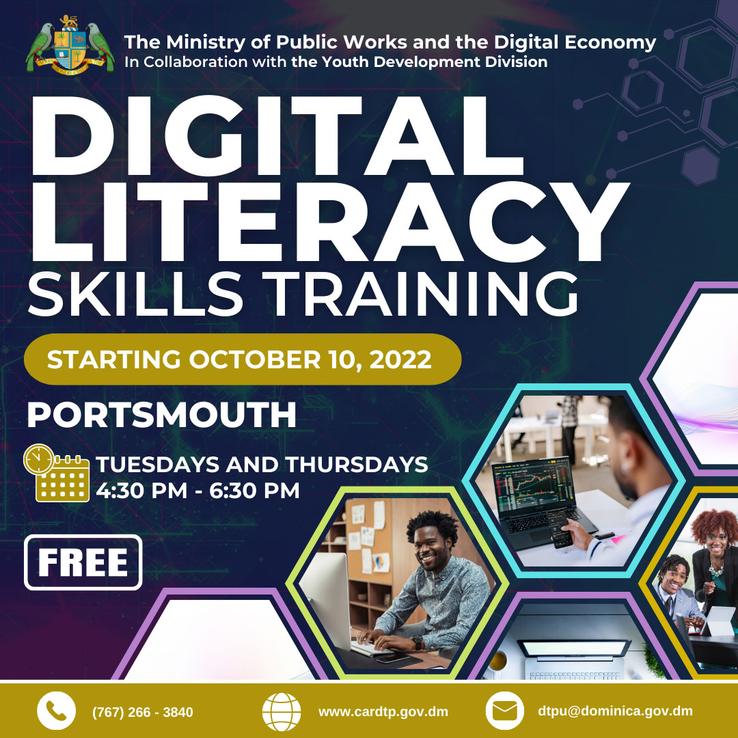 The Ministry of Public Works and the Digital Economy
In Collaboration with the Youth Development Division
DIGITAL
LITERACY
SKILLS TRAINING
STARTING OCTOBER 10, 2022
PORTSMOUTH
TUESDAYS AND THURSDAYS
4:30 PM - 6:30 PM
FREE
(767) 266 - 3840
www.cardtp.gov.dm
dtpu@dominica.gov.dm